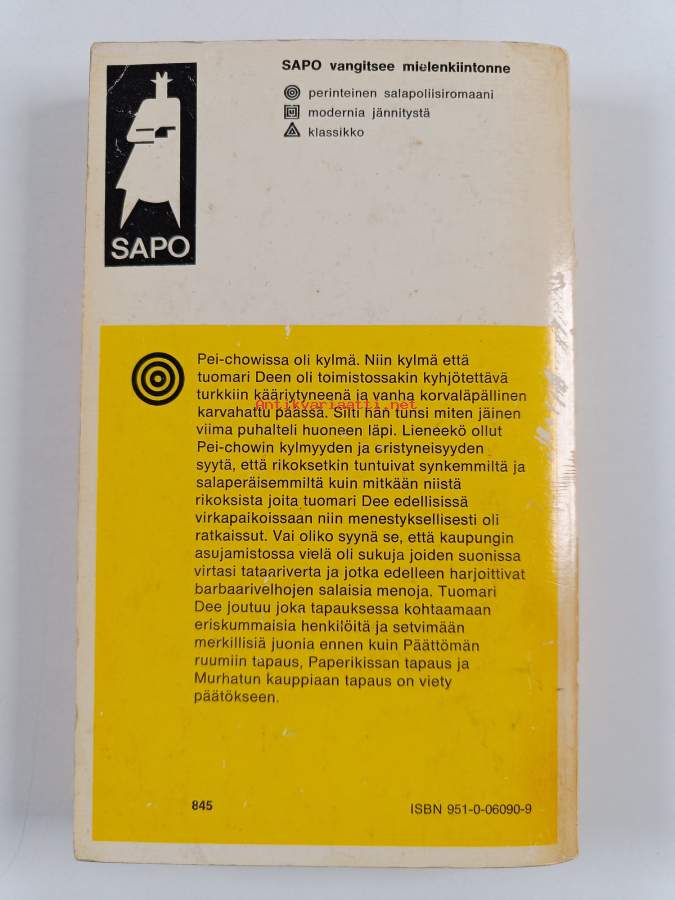 SAPO vangitsee mielenkiintonne
perinteinen salapoliisiromaani
modernia jännitystä
klassikko
SAPO
Pei-chowissa oli kylmä. Niin kylmä että
tuomari Deen oli toimistossakin kyhjötettävä
turkkiin kääriytyneenä ja vanha korvaläpällinen
Antikvariaatti.net
karvahattu päässä. Silti hän tunsi miten jäinen
viima puhalteli huoneen läpi. Lieneekö ollut
Pei-chowin kylmyyden ja eristyneisyyden
syytä, että rikoksetkin tuntuivat synkemmiltä ja
salaperäisemmiltä kuin mitkään niistä
rikoksista joita tuomari Dee edellisissä
virkapaikoissaan niin menestyksellisesti oli
ratkaissut. Vai oliko syynä se, että kaupungin
asujamistossa vielä oli sukuja joiden suonissa
virtasi tataariverta ja jotka edelleen harjoittivat
barbaarivelhojen salaisia menoja. Tuomari
Dee joutuu joka tapauksessa kohtaamaan
eriskummaisia henkilöitä ja setvimään
merkillisiä juonia ennen kuin Päättömän
ruumiin tapaus, Paperikissan tapaus ja
Murhatun kauppiaan tapaus on viety
päätökseen.
845
ISBN 951-0-06090-9